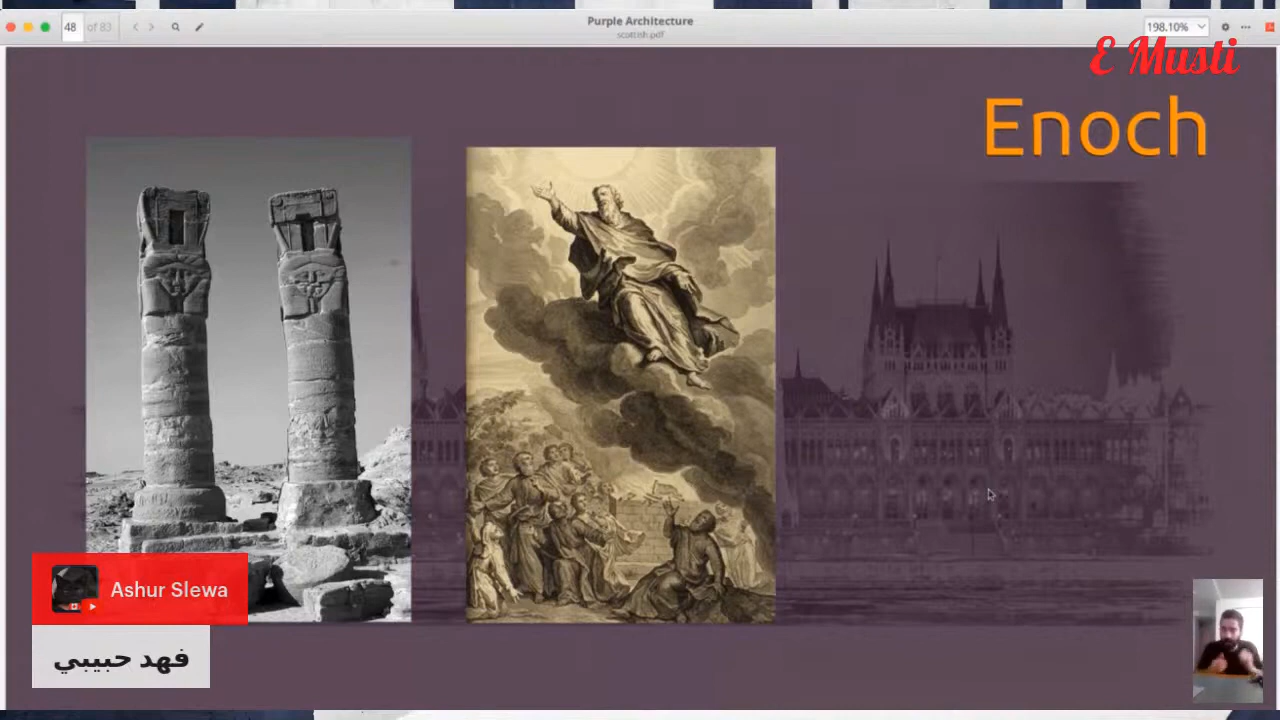 48 of 83
Purple Architecture
scottish.pdf
198.10%
E Musti
Enoch
Ashur Slewa
فهد حبيبي